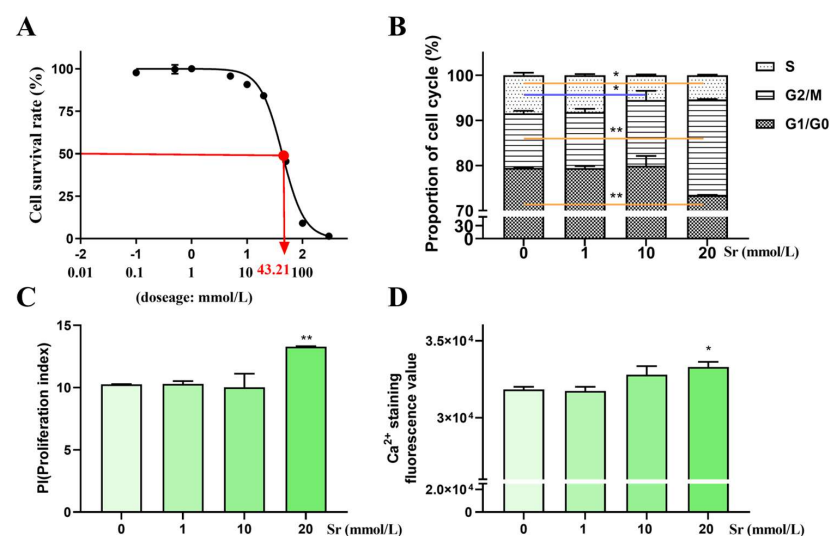 A
Cell survival rate (%)
100
75
50
25
0
-2 -1 0 1 2
0.01 0.1 1 10 43.21 100
(doseage: mmol/L)
B
Proportion of cell cycle (%)
100
90
80
70
30
0
*
*
**
**
0 1 10 20 Sr (mmol/L)
S
G2/M
G1/G0
C
PI(Proliferation index)
15
10
5
0
**
0 1 10 20 Sr (mmol/L)
D
Ca²⁺ staining
fluorescence value
3.5×10⁴
3×10⁴
2.0×10⁴
0
*
0 1 10 20 Sr (mmol/L)